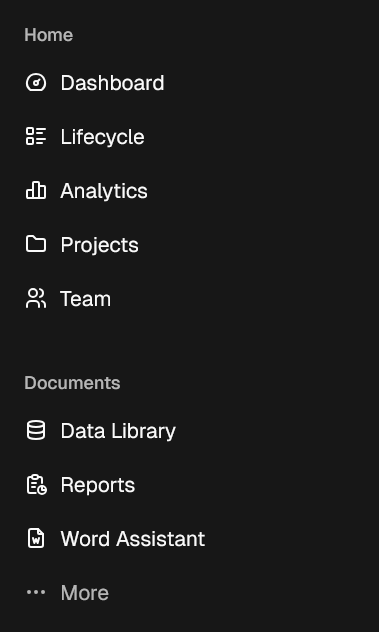 Home
Dashboard
Lifecycle
Analytics
Projects
Team
Documents
Data Library
Reports
Word Assistant
More